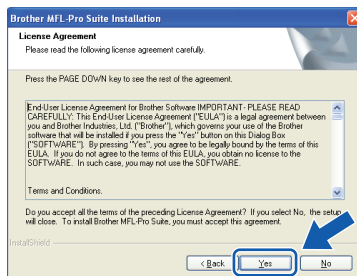 Brother MFL-Pro Suite Installation
License Agreement
Please read the following license agreement carefully.
Press the PAGE DOWN key to see the rest of the agreement.
End-User License Agreement for Brother Software IMPORTANT- PLEASE READ
CAREFULLY: This End-User License Agreement ("EULA") is a legal agreement between
you and Brother Industries, Ltd. ("Brother"), which governs your use of the Brother
software that will be installed if you press the "Yes" button on this Dialog Box
("SOFTWARE"). By pressing "Yes", you agree to be legally bound by the terms of this
EULA. If you do not agree to the terms of this EULA, you obtain no license to the
SOFTWARE. In such case, you may not use the SOFTWARE.
Terms and Conditions.
Do you accept all the terms of the preceding License Agreement? If you select No, the setup
will close. To install Brother MFL-Pro Suite, you must accept this agreement.
InstallShield
< Back Yes No